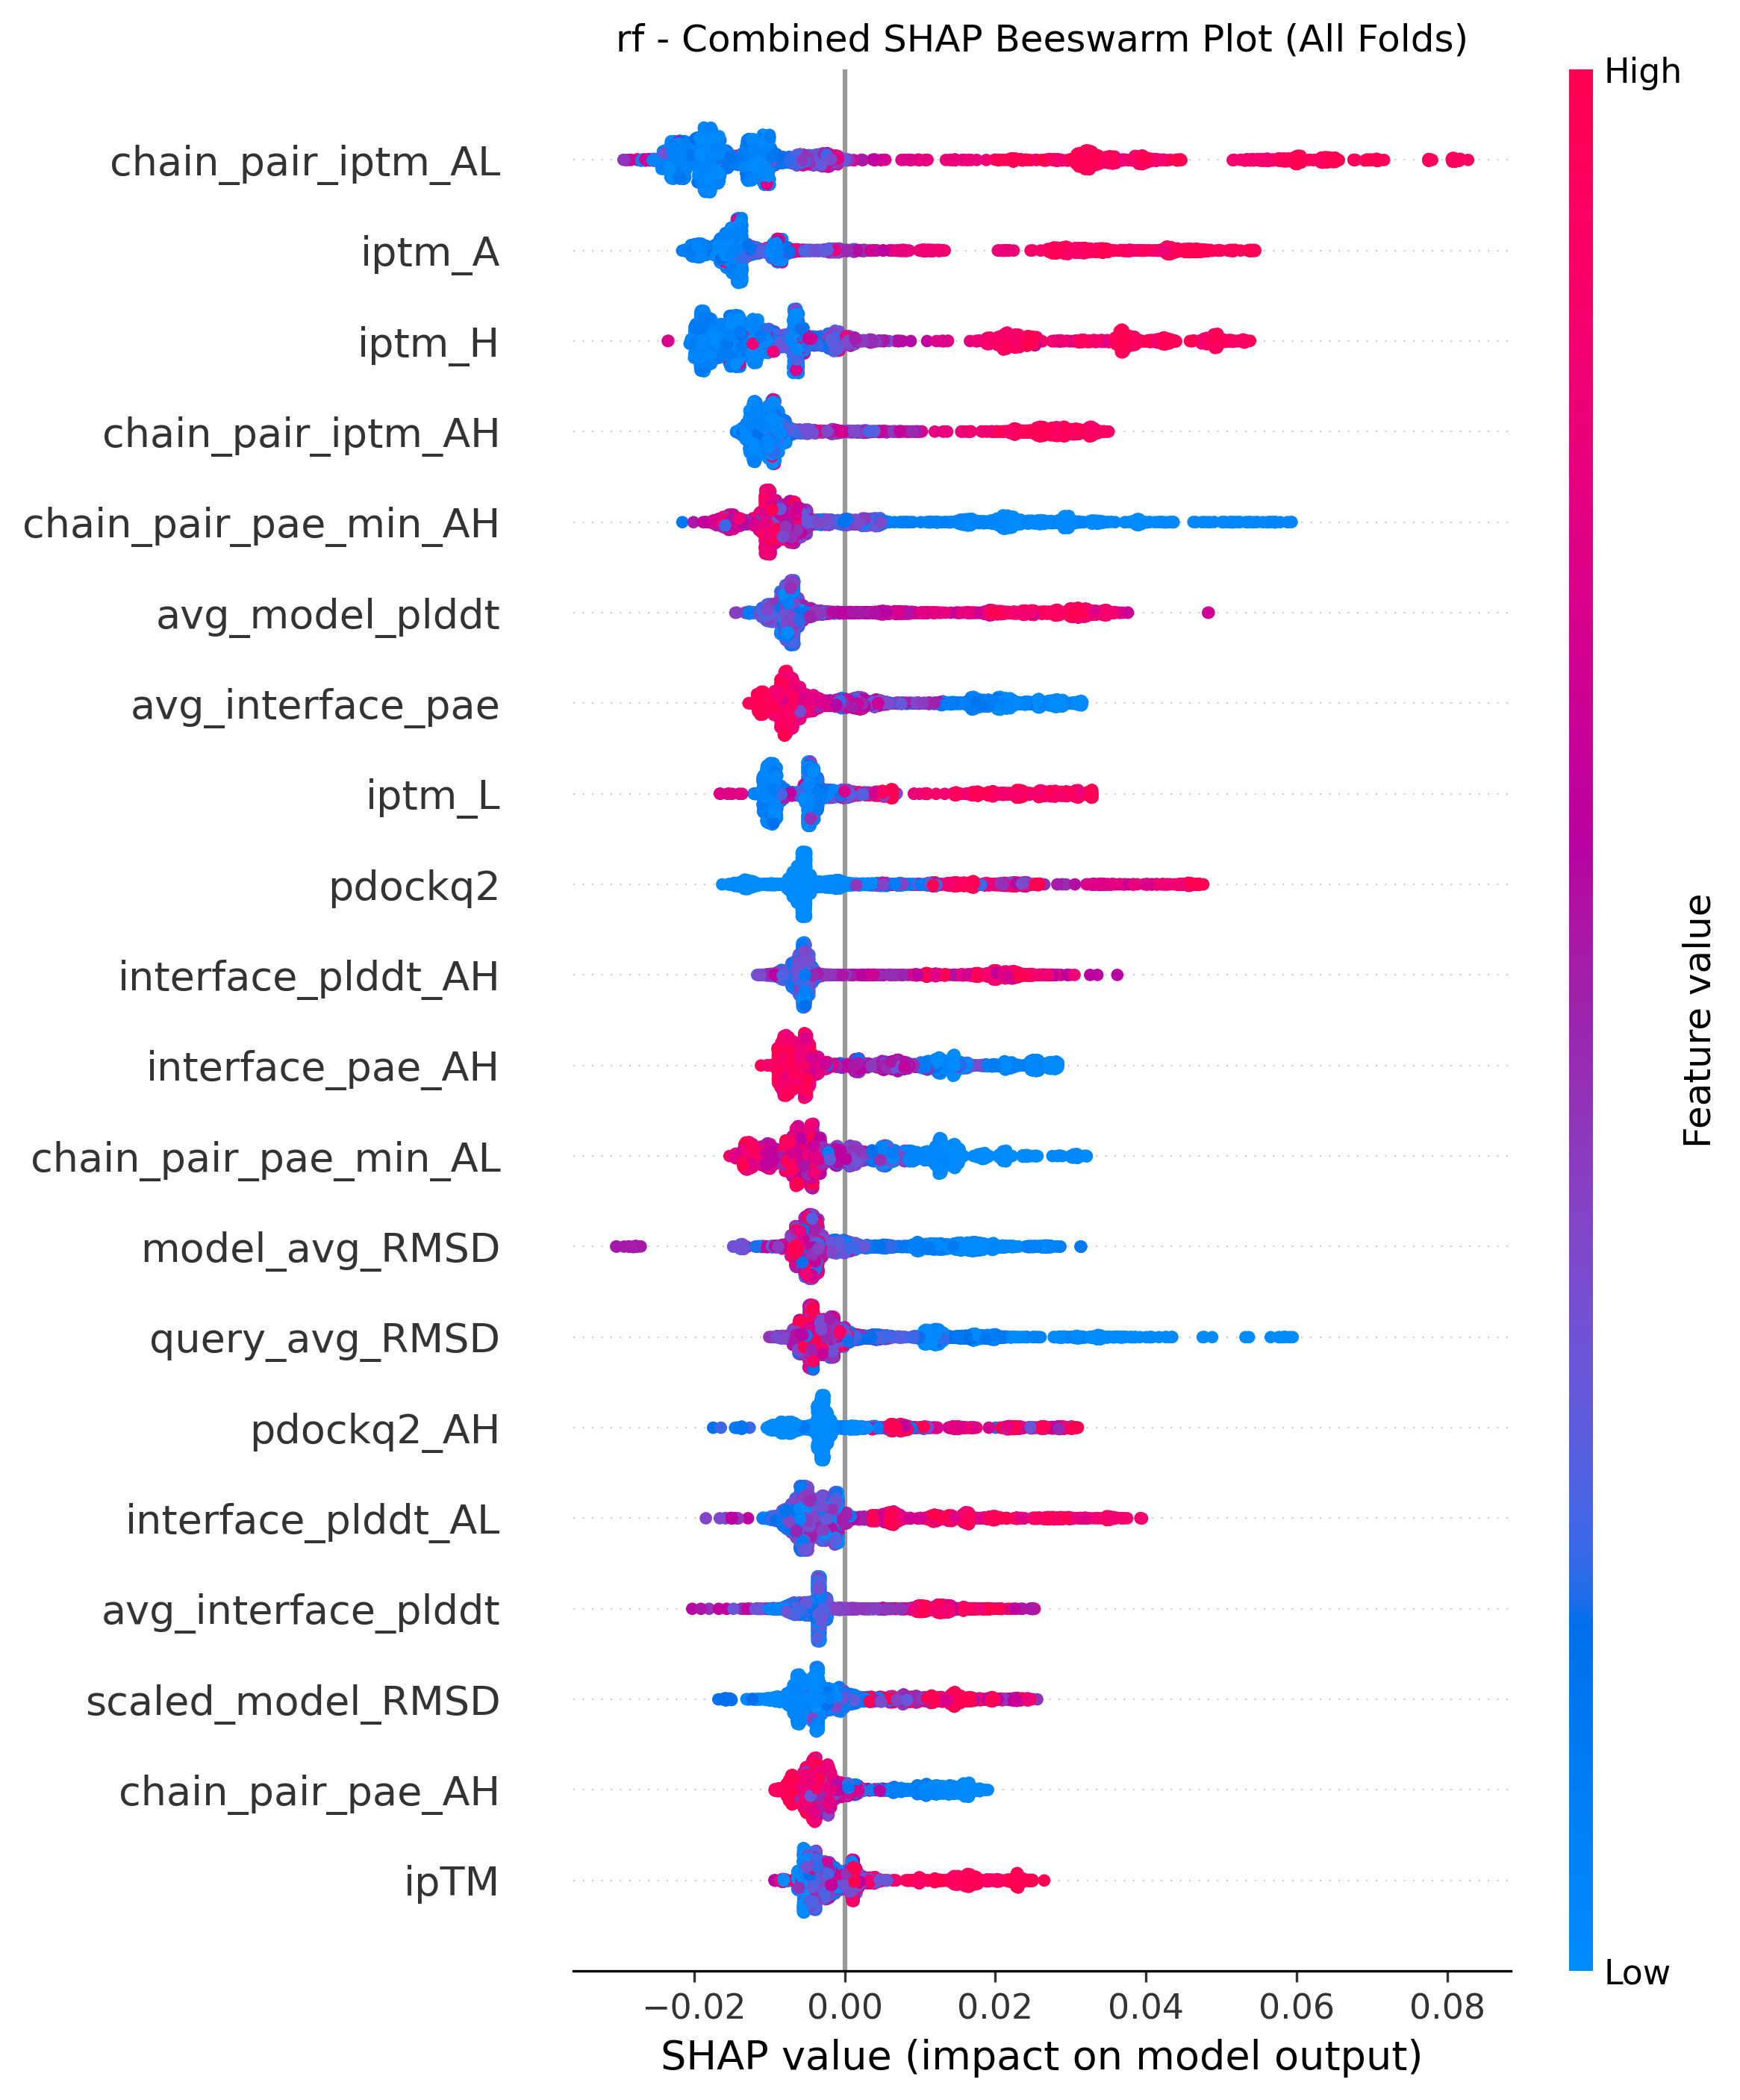 rf - Combined SHAP Beeswarm Plot (All Folds)
High
chain_pair_iptm_AL
iptm_A
iptm_H
chain_pair_iptm_AH
chain_pair_pae_min_AH
avg_model_plddt
avg_interface_pae
iptm_L
pdockq2
interface_plddt_AH
interface_pae_AH
chain_pair_pae_min_AL
model_avg_RMSD
query_avg_RMSD
pdockq2_AH
interface_plddt_AL
avg_interface_plddt
scaled_model_RMSD
chain_pair_pae_AH
ipTM
Feature value
Low
−0.02 0.00 0.02 0.04 0.06 0.08
SHAP value (impact on model output)